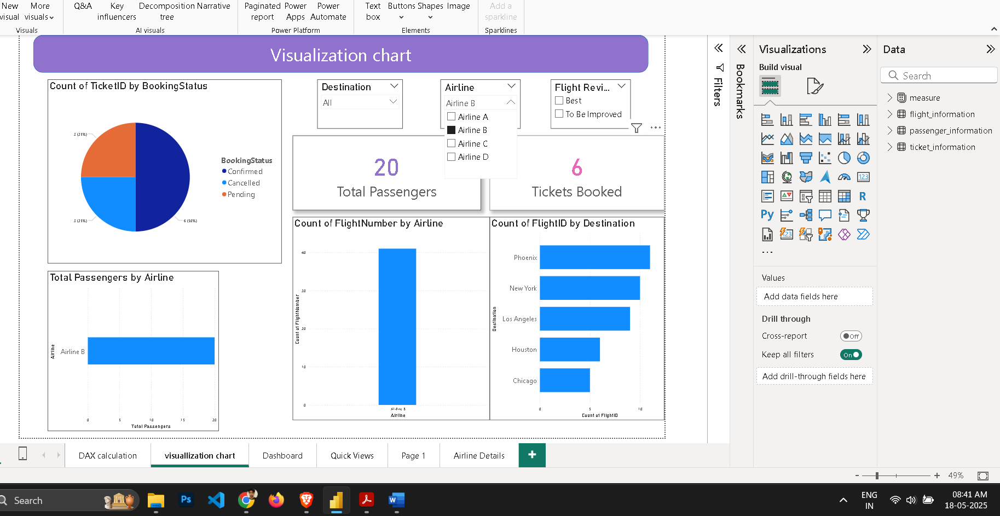 New
visual
More
visuals
Q&A
Key
influencers
Decomposition
tree
Narrative
Paginated
report
Power
Apps
Power
Automate
Text
box
Buttons
Shapes
Image
Add a
sparkline
Visuals
AI visuals
Power Platform
Elements
Sparklines
Visualization chart
Count of TicketID by BookingStatus
3 (25%)
3 (25%)
6 (50%)
BookingStatus
Confirmed
Cancelled
Pending
Destination
All
Airline
Airline B
Airline A
Airline B
Airline C
Airline D
Flight Revi...
Best
To Be Improved
20
Total Passengers
6
Tickets Booked
Total Passengers by Airline
Airline
Airline B
0 5 10 15 20
Total Passengers
Count of FlightNumber by Airline
Count of FlightNumber
40
30
20
10
0
Airline B
Airline
Count of FlightID by Destination
Destination
Phoenix
New York
Los Angeles
Houston
Chicago
0 5 10
Count of FlightID
Filters
Bookmarks
Visualizations
Build visual
123
R
Py
123
Values
Add data fields here
Drill through
Cross-report
Off
Keep all filters
On
Add drill-through fields here
Data
Search
measure
flight_information
passenger_information
ticket_information
DAX calculation
visuallization chart
Dashboard
Quick Views
Page 1
Airline Details
+
- + 49%
Search
Ps
ENG
IN
08:41 AM
18-05-2025